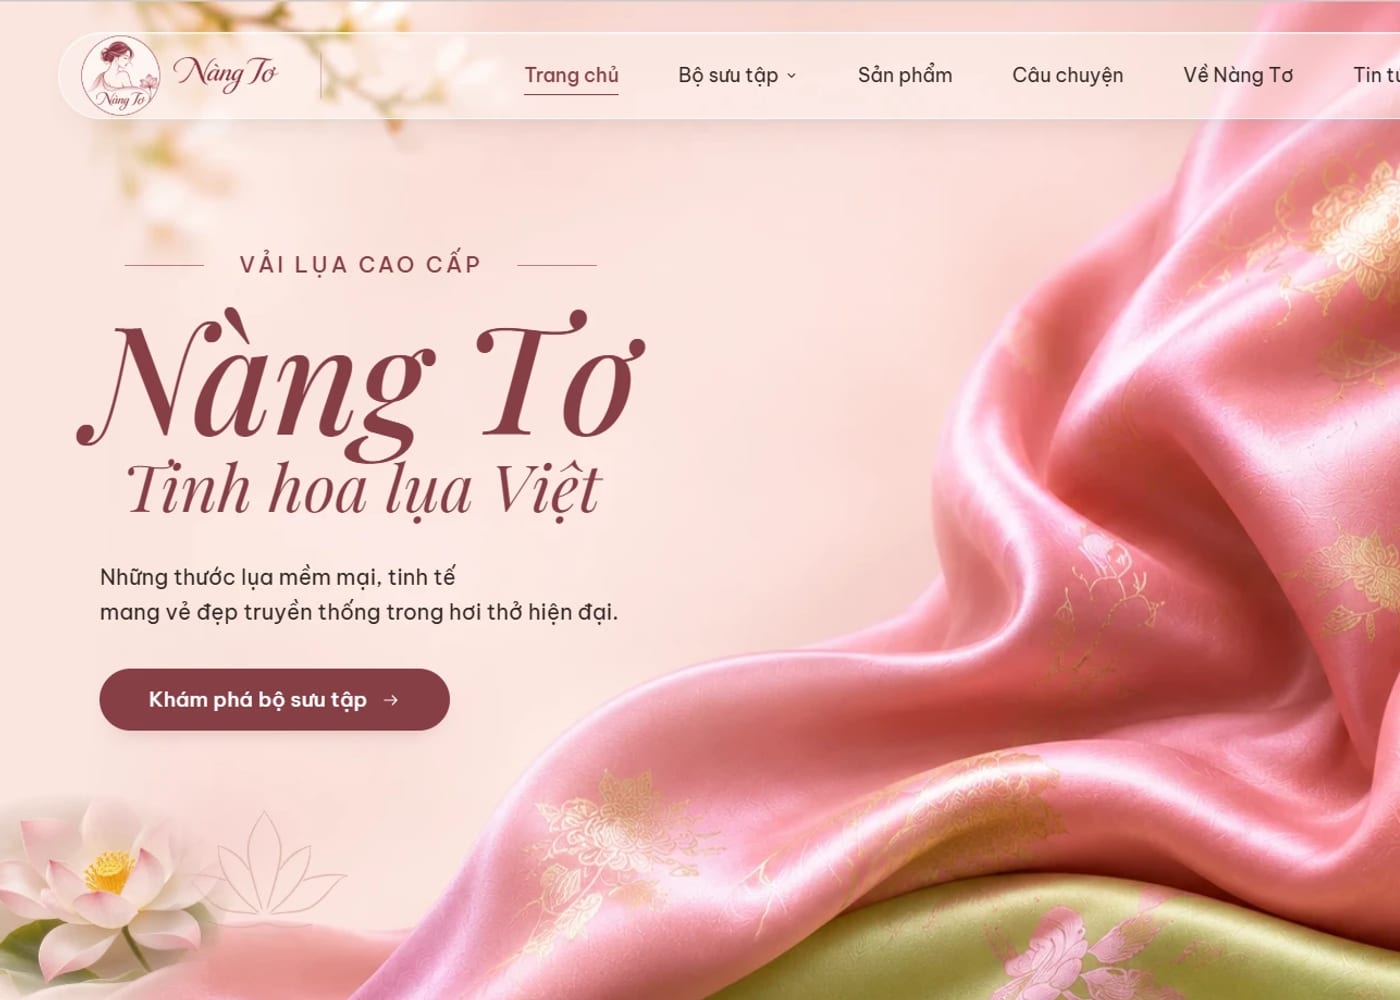 Nàng Tơ
Nàng Tơ
Trang chủ
Bộ sưu tập
Sản phẩm
Câu chuyện
Về Nàng Tơ
Tin
VẢI LỤA CAO CẤP
Nàng Tơ
Tinh hoa lụa Việt
Những thước lụa mềm mại, tinh tế
mang vẻ đẹp truyền thống trong hơi thở hiện đại.
Khám phá bộ sưu tập →